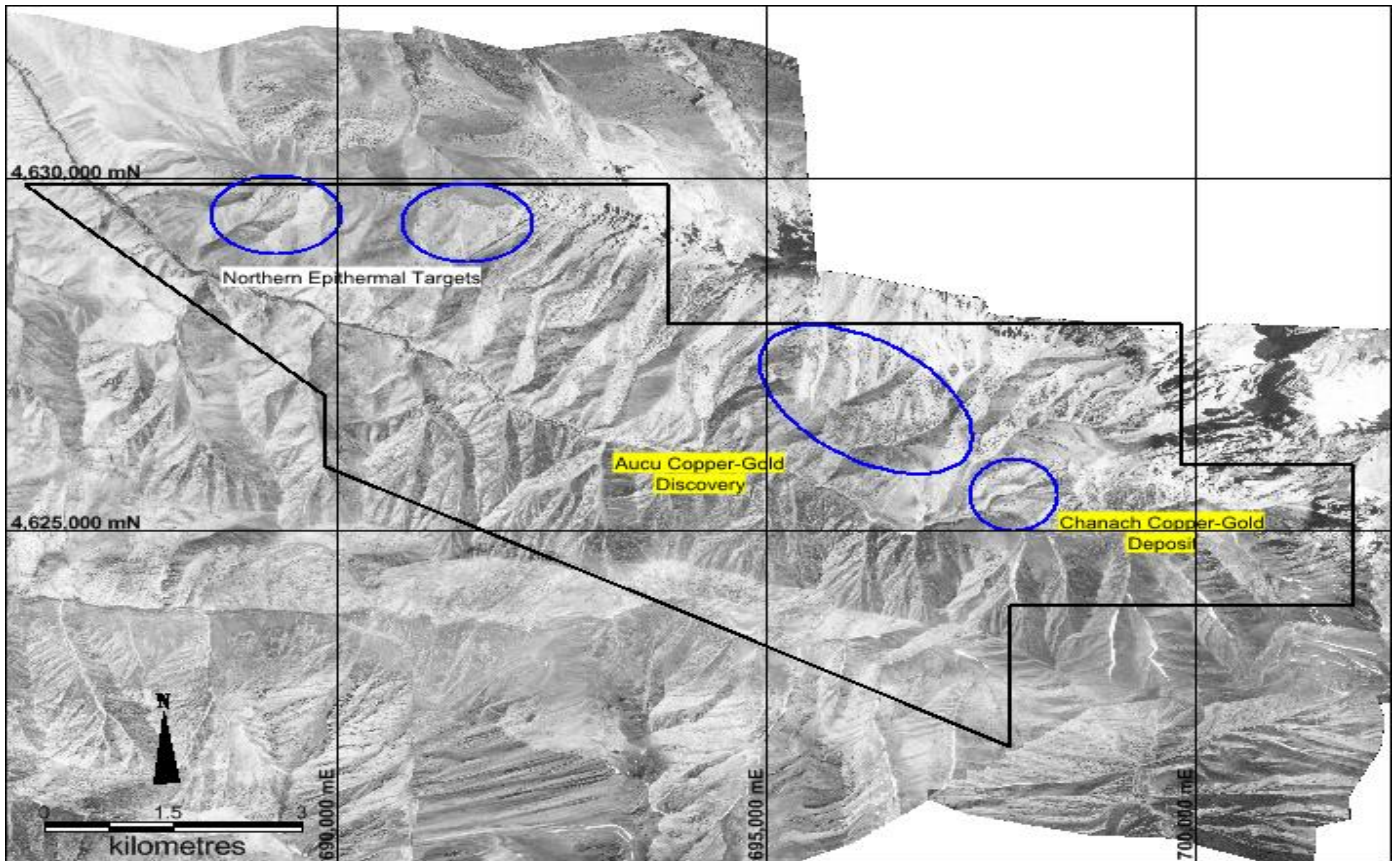 4,630,000 mN
Northern Epithermal Targets
Aucu Copper-Gold
Discovery
4,625,000 mN
Chanach Copper-Gold
Deposit
N
690,000 mE
695,000 mE
700,000 mE
0 1.5 3
kilometres